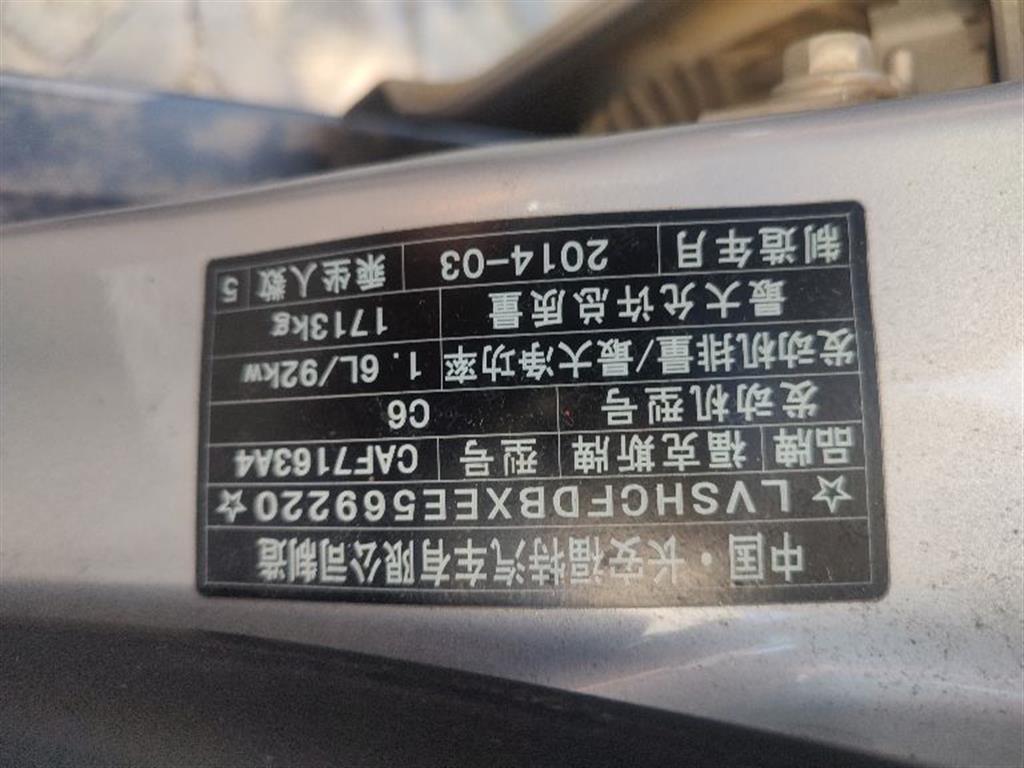 中国·长安福特汽车有限公司制造
☆LVSHCFDBXEE569220☆
品牌 福克斯牌 型号 CAF7163A4
发动机型号 C6
发动机排量/最大净功率 1.6L/92kw
最大允许总质量 1713kg
制造年月 2014-03 乘坐人数 5